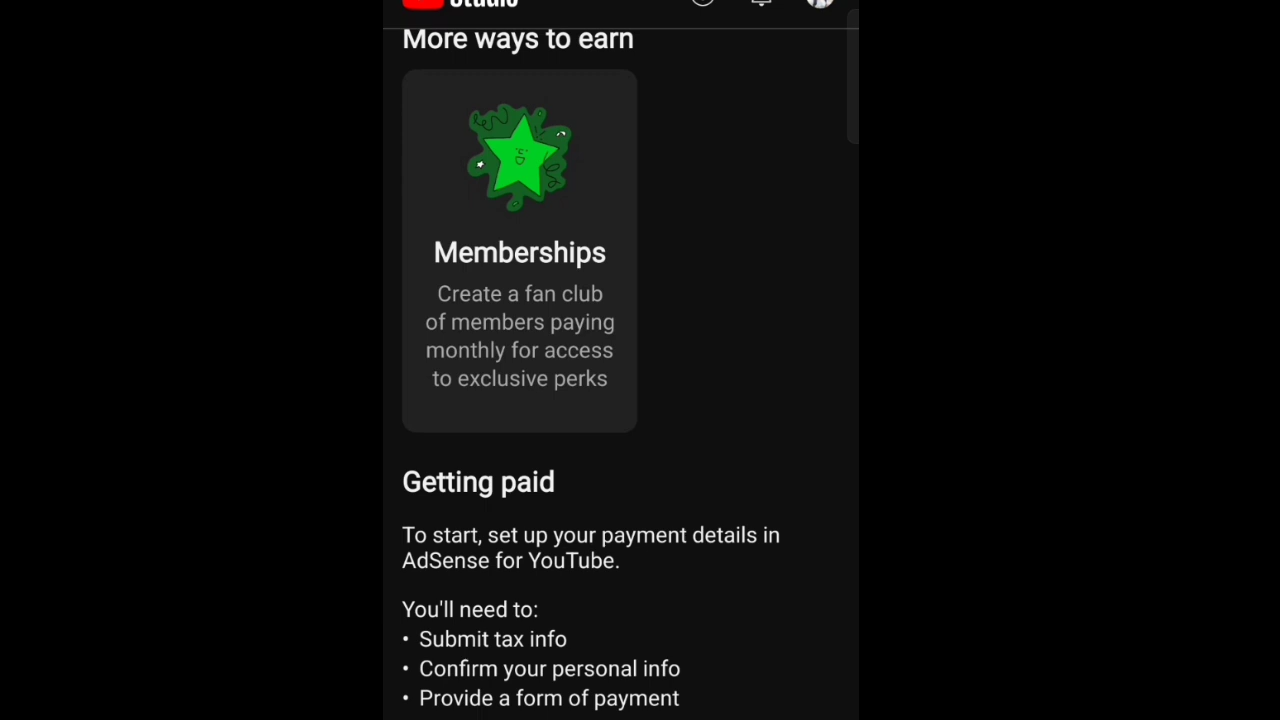 Studio
More ways to earn
Memberships
Create a fan club
of members paying
monthly for access
to exclusive perks
Getting paid
To start, set up your payment details in
AdSense for YouTube.
You'll need to:
• Submit tax info
• Confirm your personal info
• Provide a form of payment